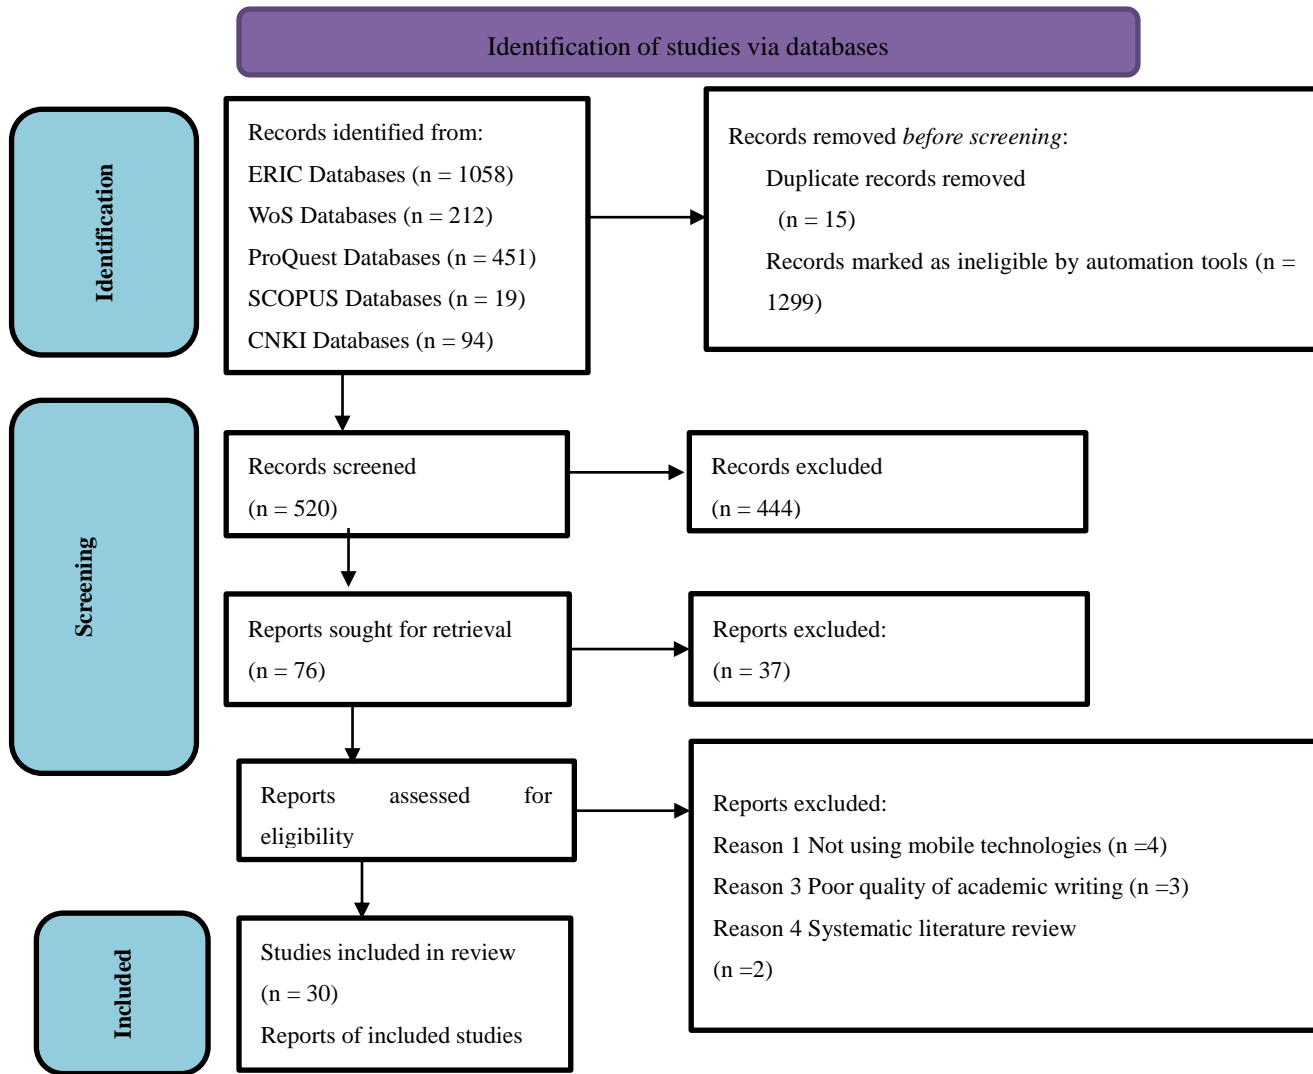 Identification of studies via databases
Identification
Records identified from:
ERIC Databases (n = 1058)
WoS Databases (n = 212)
ProQuest Databases (n = 451)
SCOPUS Databases (n = 19)
CNKI Databases (n = 94)
Records removed before screening:
Duplicate records removed
(n = 15)
Records marked as ineligible by automation tools (n =
1299)
Screening
Records screened
(n = 520)
Records excluded
(n = 444)
Reports sought for retrieval
(n = 76)
Reports excluded:
(n = 37)
Reports assessed for
eligibility
Reports excluded:
Reason 1 Not using mobile technologies (n =4)
Reason 3 Poor quality of academic writing (n =3)
Reason 4 Systematic literature review
(n =2)
Included
Studies included in review
(n = 30)
Reports of included studies